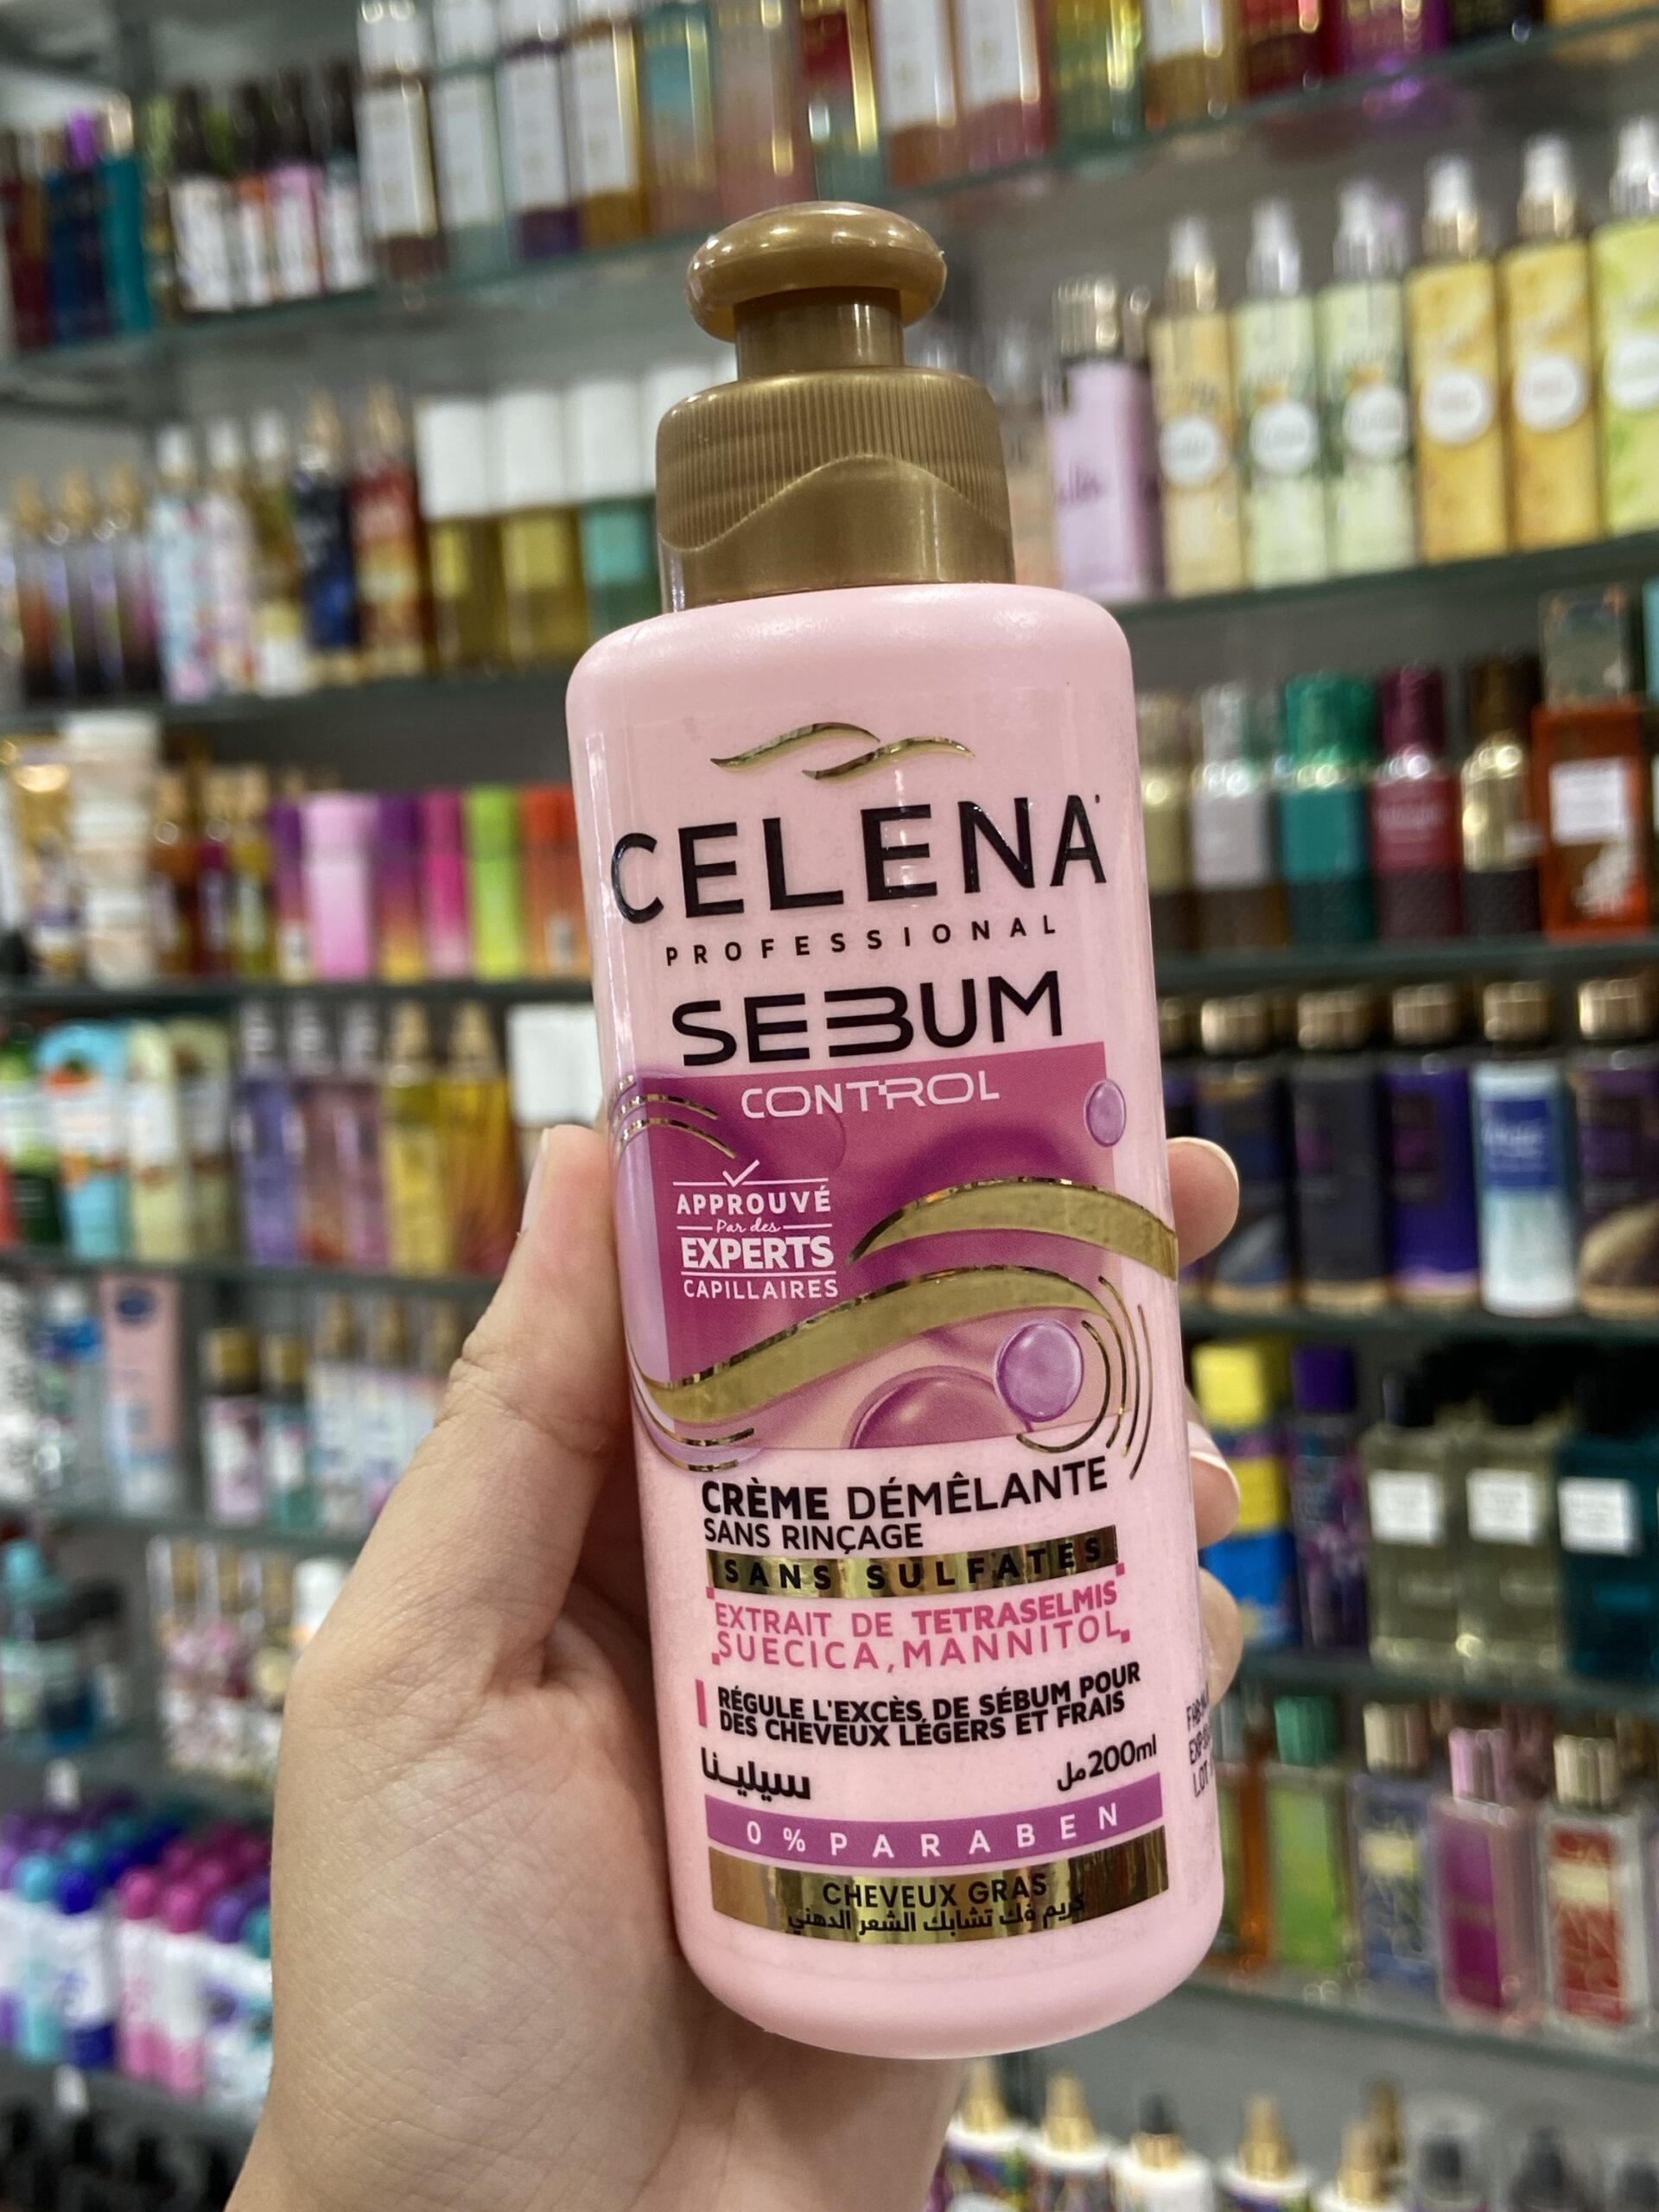 CELENA
PROFESSIONAL
SEBUM
CONTROL
APPROUVÉ
Par des
EXPERTS
CAPILLAIRES
CRÈME DÉMÊLANTE
SANS RINÇAGE
SANS SULFATES
EXTRAIT DE TETRASELMIS
SUECICA, MANNITOL
RÉGULE L'EXCÈS DE SÉBUM POUR
DES CHEVEUX LÉGERS ET FRAIS
سيلينا
200ml مل
0% PARABEN
CHEVEUX GRAS
كريم فك تشابك الشعر الدهني
LOT